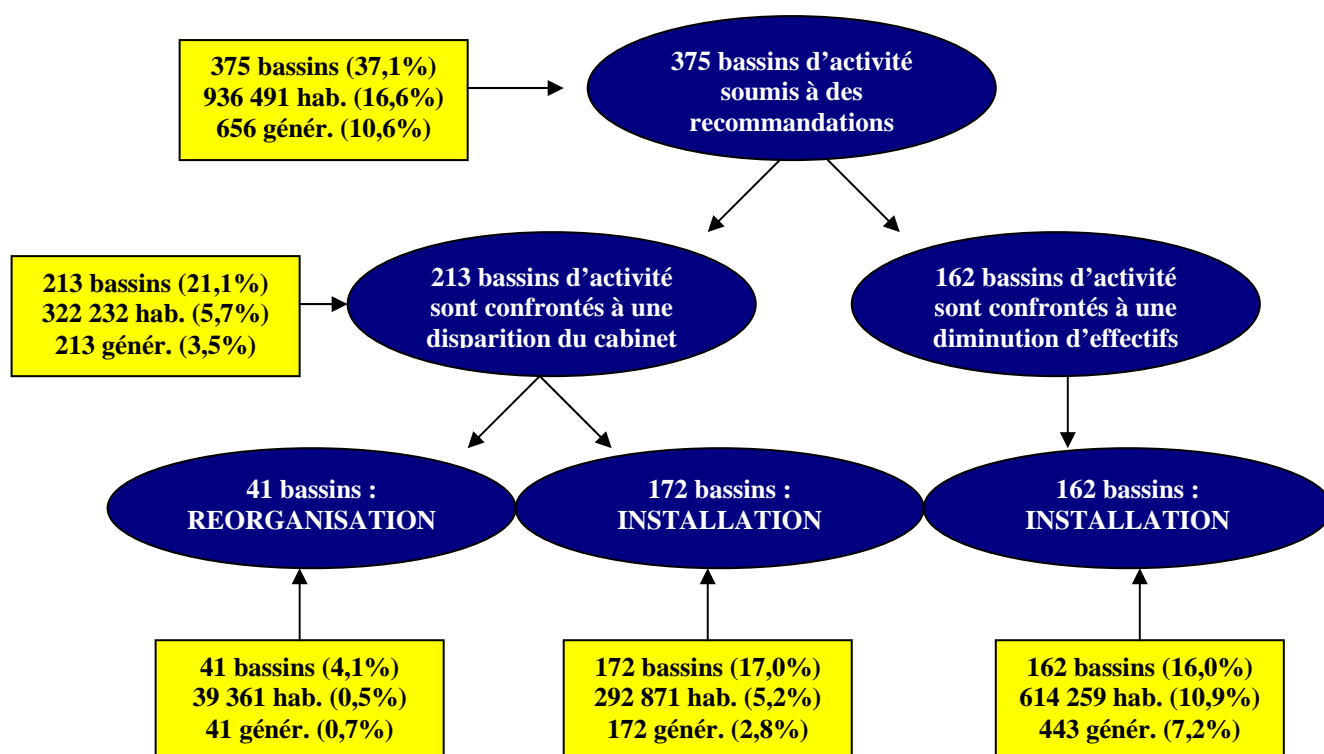 375 bassins (37,1%)
936 491 hab. (16,6%)
656 génér. (10,6%)
375 bassins d’activité
soumis à des
recommandations
213 bassins (21,1%)
322 232 hab. (5,7%)
213 génér. (3,5%)
213 bassins d’activité
sont confrontés à une
disparition du cabinet
162 bassins d’activité
sont confrontés à une
diminution d’effectifs
41 bassins :
REORGANISATION
172 bassins :
INSTALLATION
162 bassins :
INSTALLATION
41 bassins (4,1%)
39 361 hab. (0,5%)
41 génér. (0,7%)
172 bassins (17,0%)
292 871 hab. (5,2%)
172 génér. (2,8%)
162 bassins (16,0%)
614 259 hab. (10,9%)
443 génér. (7,2%)